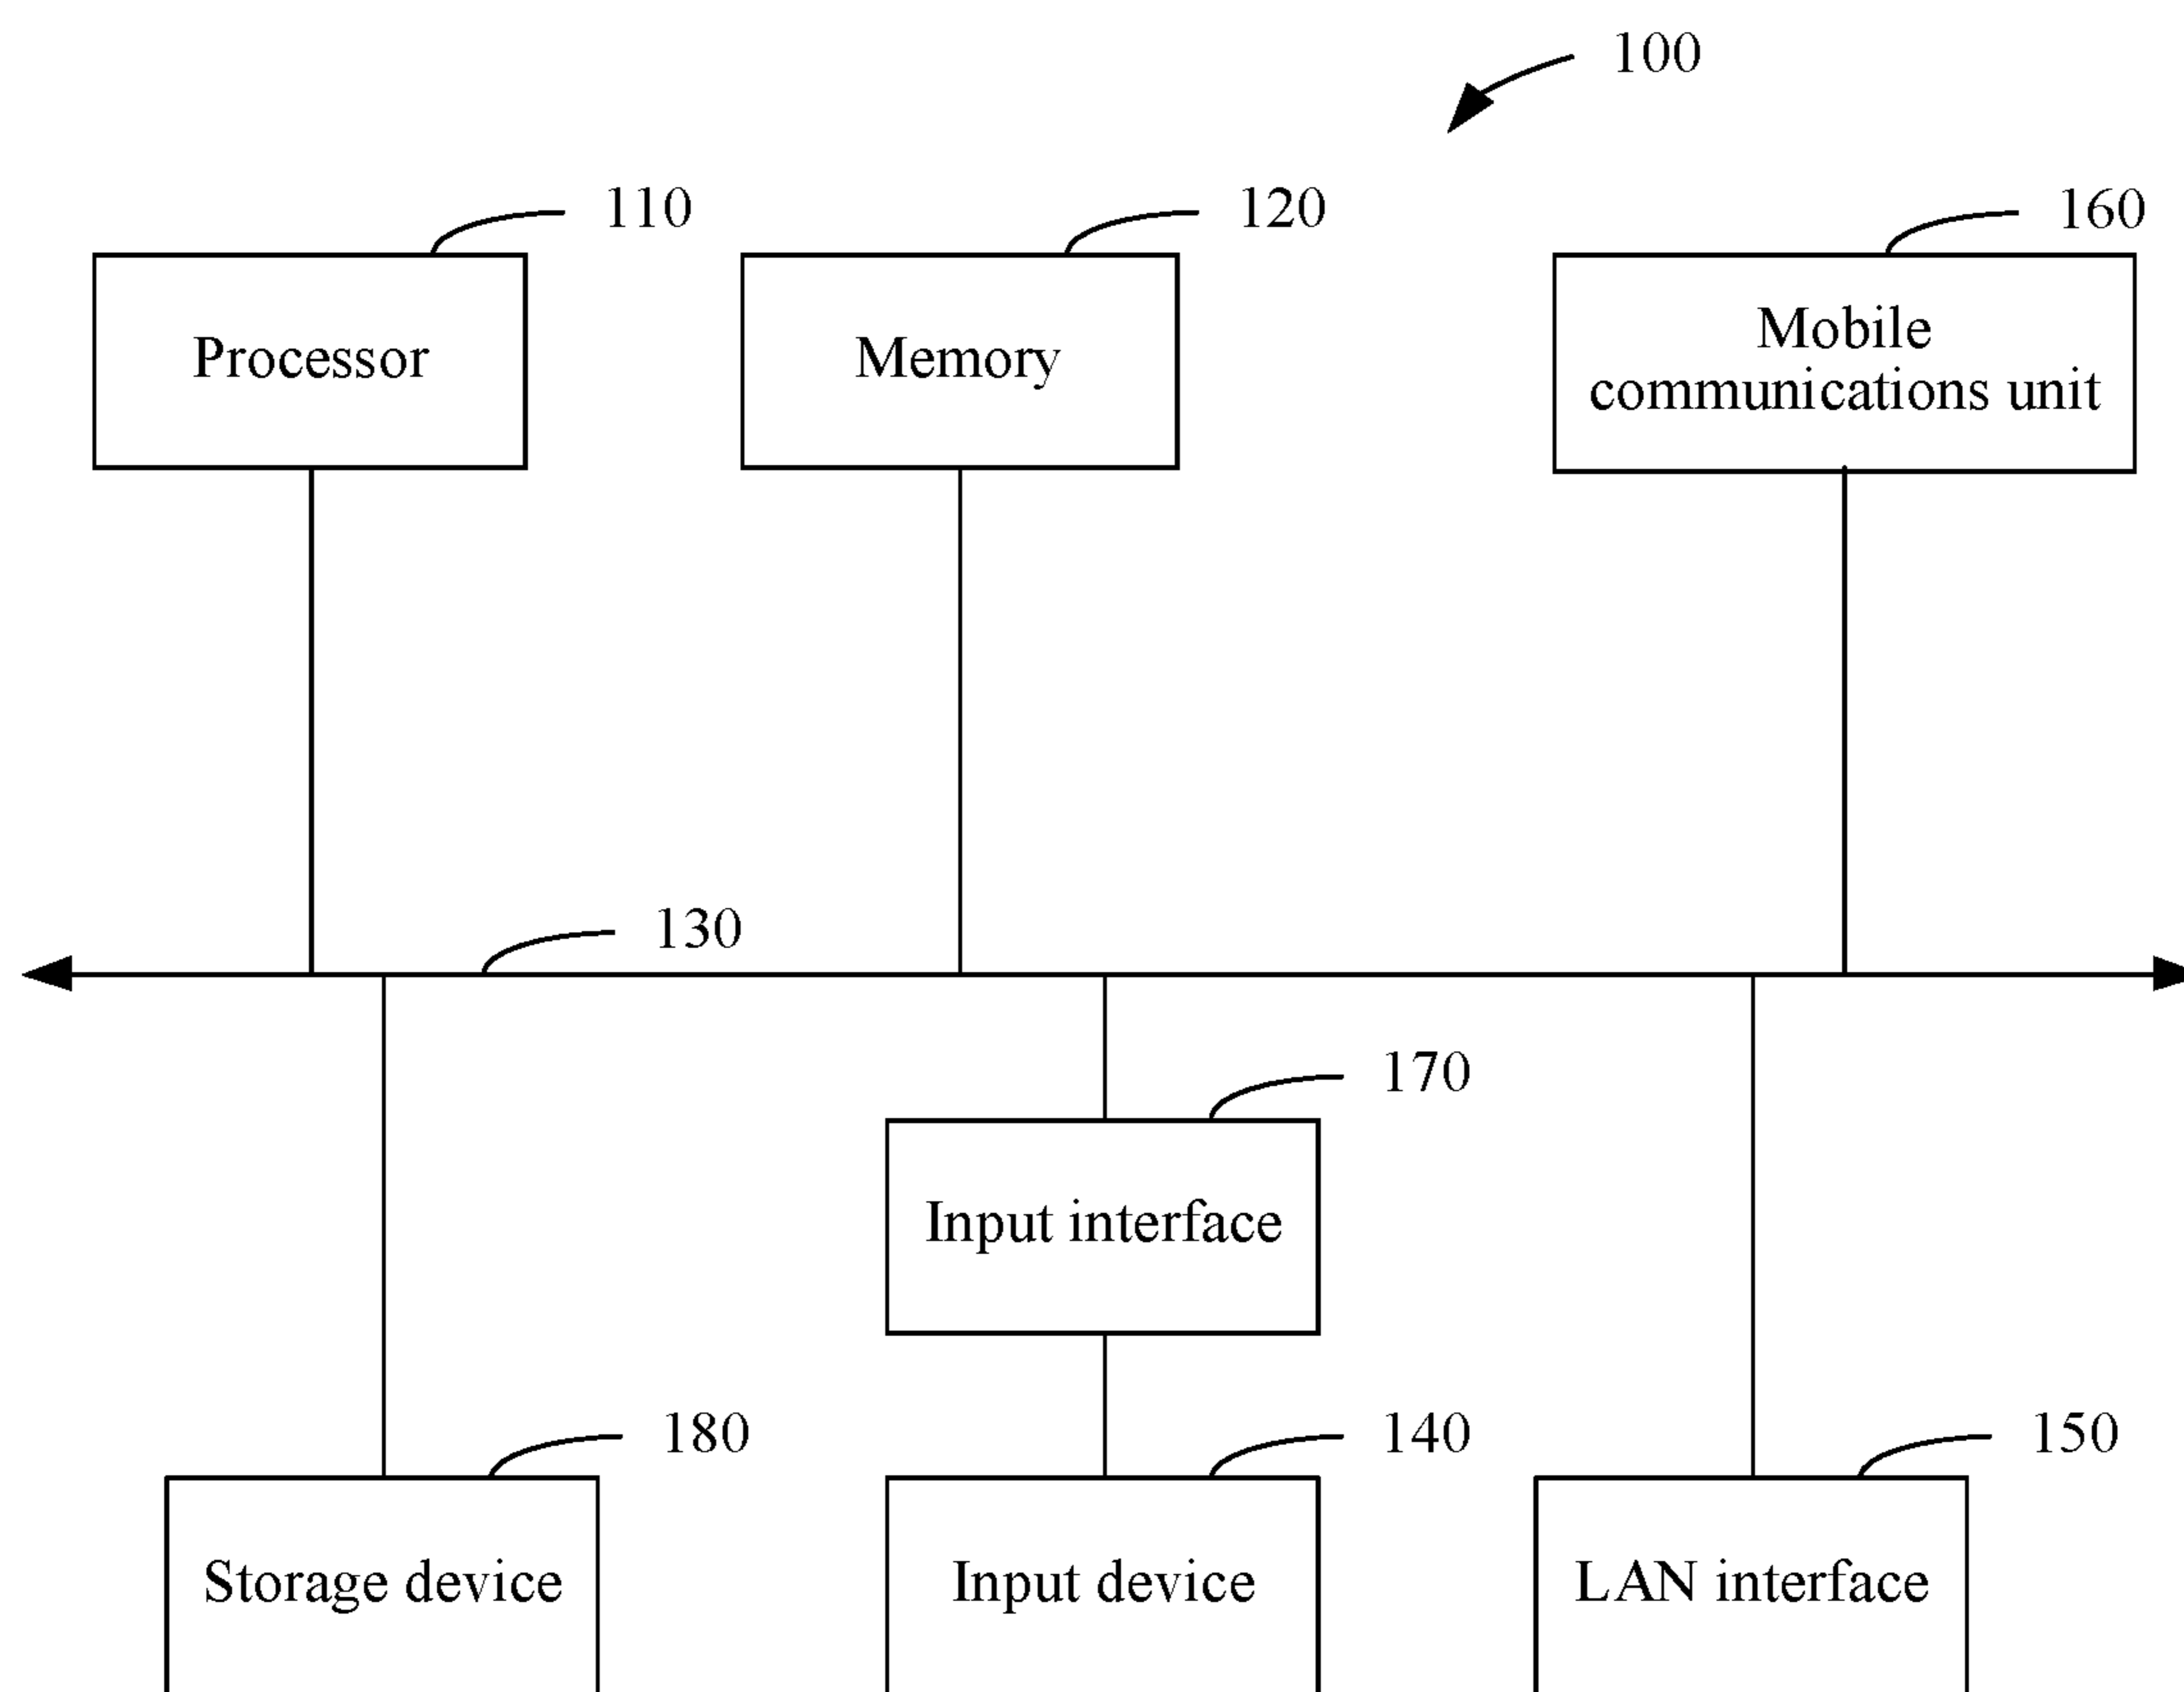 100
110
120
160
Processor
Memory
Mobile
communications unit
130
170
Input interface
180
140
150
Storage device
Input device
LAN interface